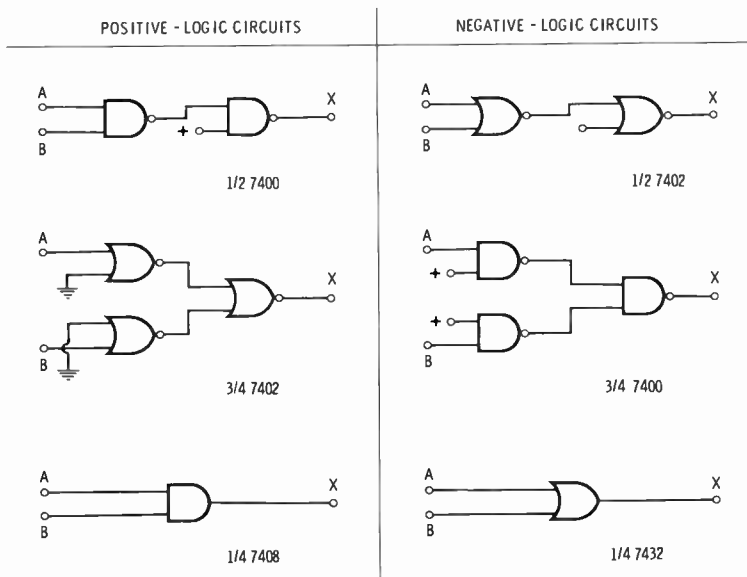 POSITIVE - LOGIC CIRCUITS
A
B
+
X
1/2 7400
A
B
X
3/4 7402
A
B
X
1/4 7408
NEGATIVE - LOGIC CIRCUITS
A
B
X
1/2 7402
A
+
+
B
X
3/4 7400
A
B
X
1/4 7432